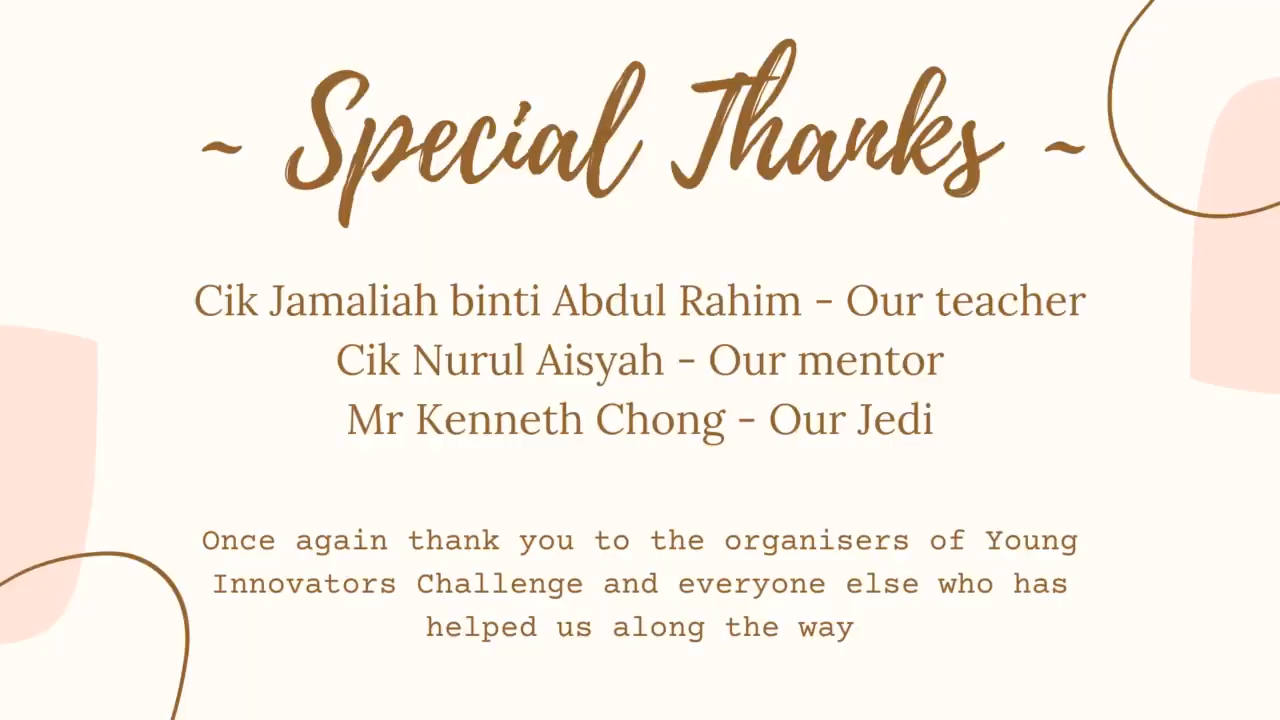 ~ Special Thanks ~
Cik Jamaliah binti Abdul Rahim - Our teacher
Cik Nurul Aisyah - Our mentor
Mr Kenneth Chong - Our Jedi
Once again thank you to the organisers of Young
Innovators Challenge and everyone else who has
helped us along the way